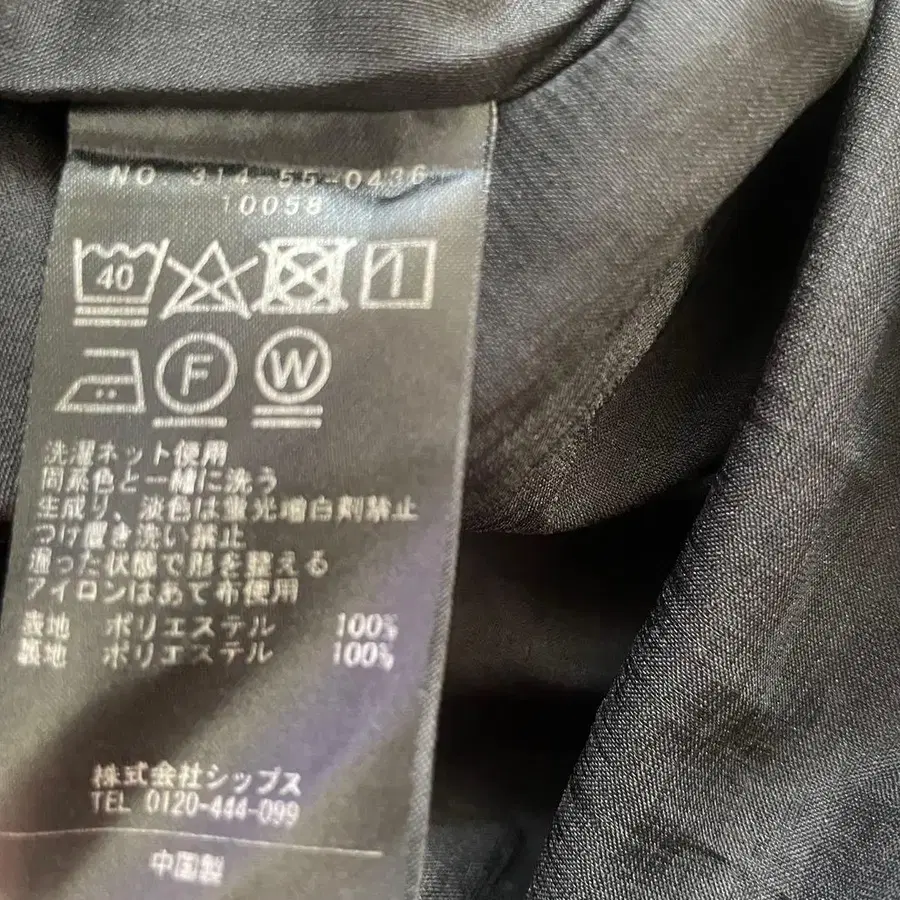 NO. 314-55-0436
10058
40
F
W
洗濯ネット使用
同系色と一緒に洗う
生成り、淡色は蛍光増白剤禁止
つけ置き洗い禁止
湿った状態で形を整える
アイロンはあて布使用
表地 ポリエステル 100%
裏地 ポリエステル 100%
株式会社シップス
TEL 0120-444-099
中国製